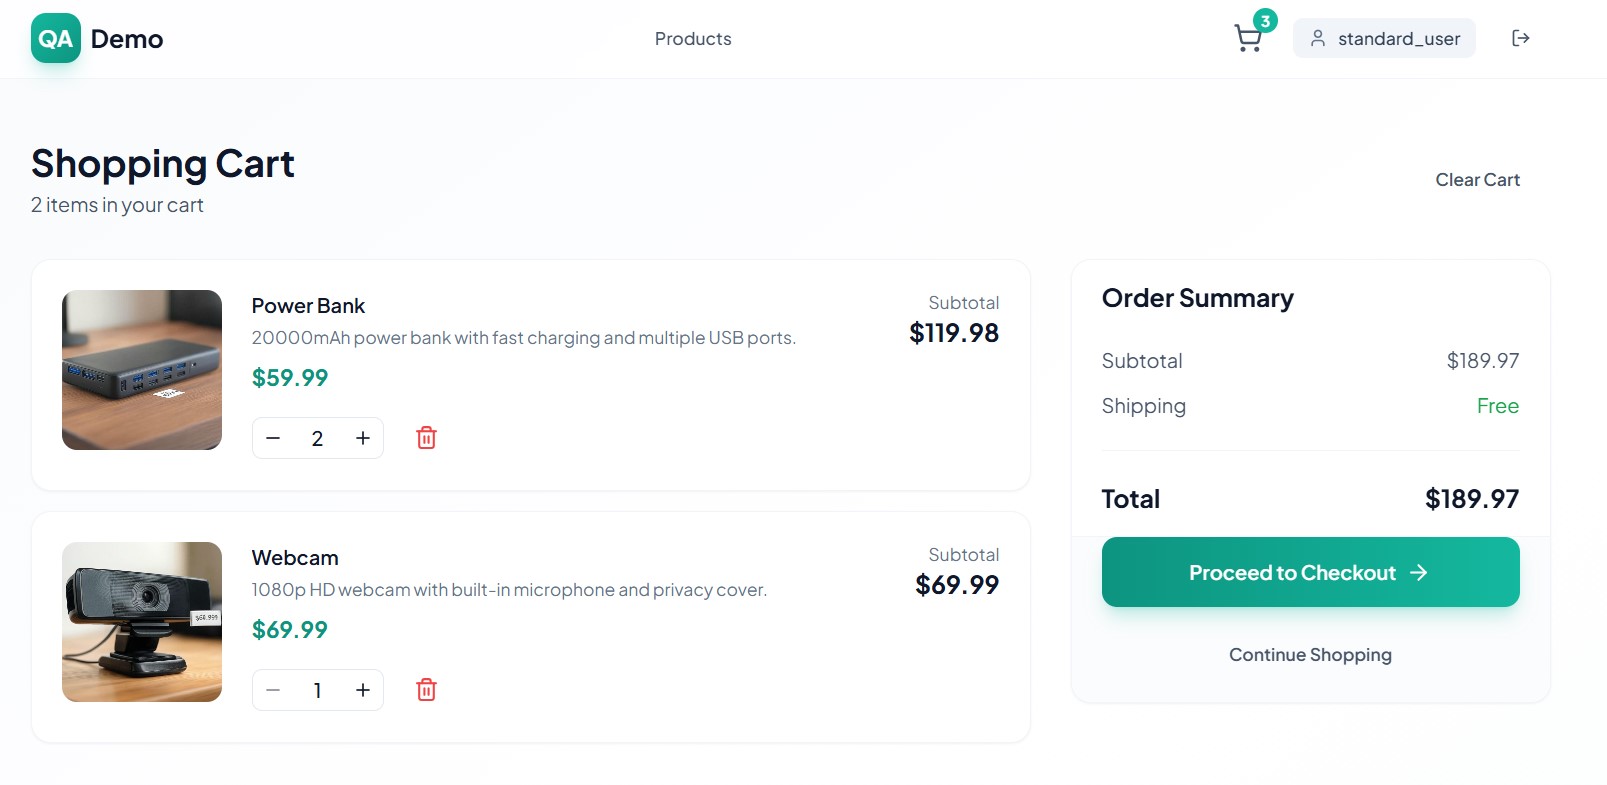 QA Demo
Products
3
standard_user
Shopping Cart
2 items in your cart
Clear Cart
Power Bank
20000mAh power bank with fast charging and multiple USB ports.
$59.99
2
Subtotal
$119.98
Webcam
1080p HD webcam with built-in microphone and privacy cover.
$69.99
1
Subtotal
$69.99
Order Summary
Subtotal $189.97
Shipping Free
Total $189.97
Proceed to Checkout
Continue Shopping